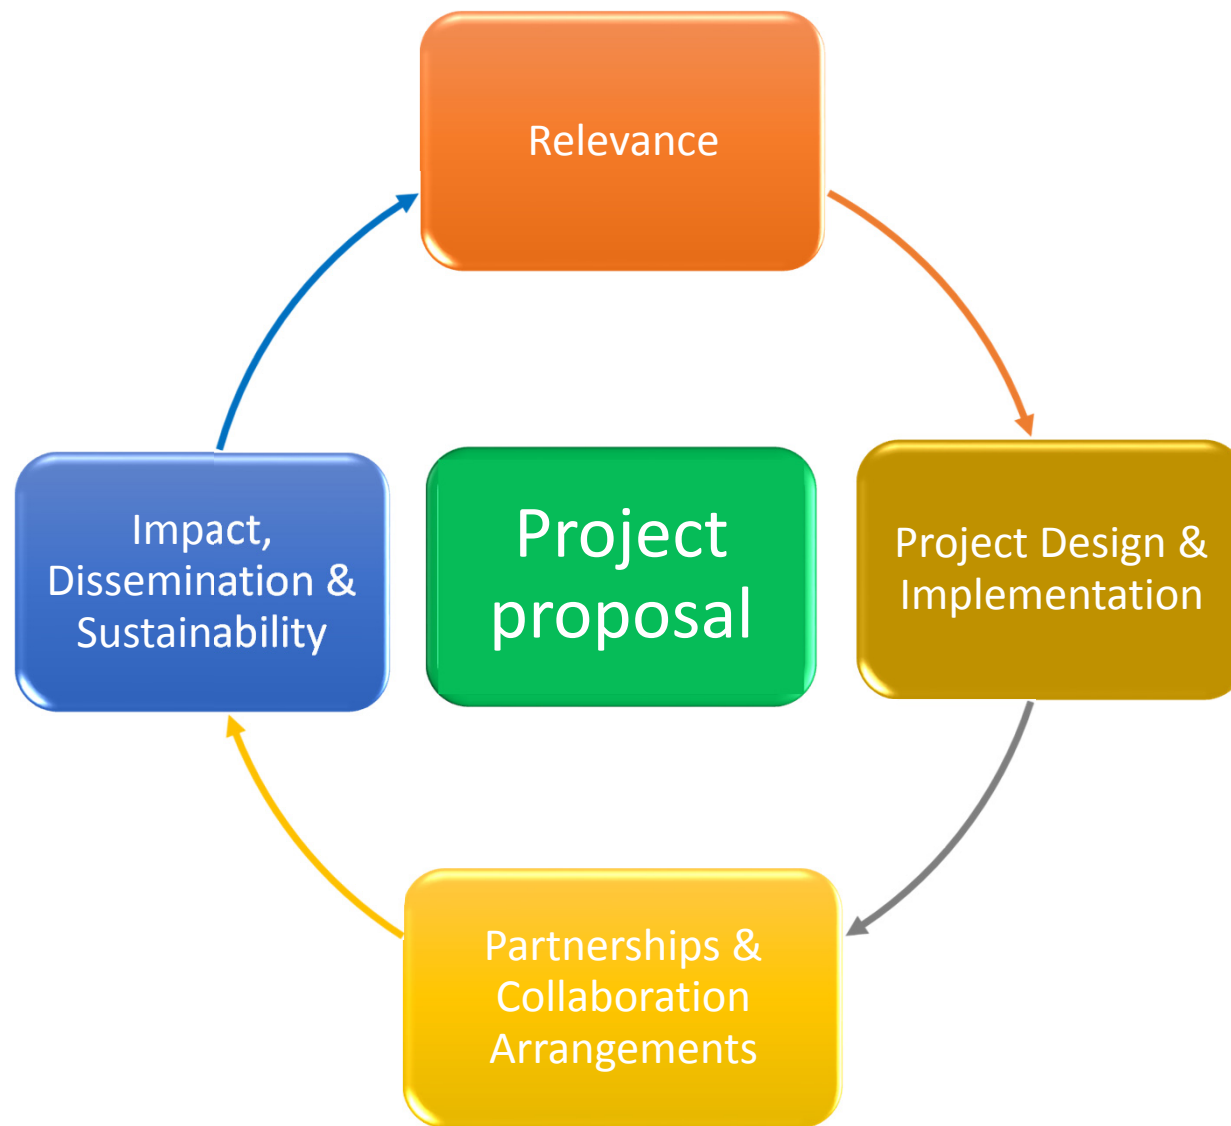 Relevance
Impact,
Dissemination &
Sustainability
Project
proposal
Project Design &
Implementation
Partnerships &
Collaboration
Arrangements